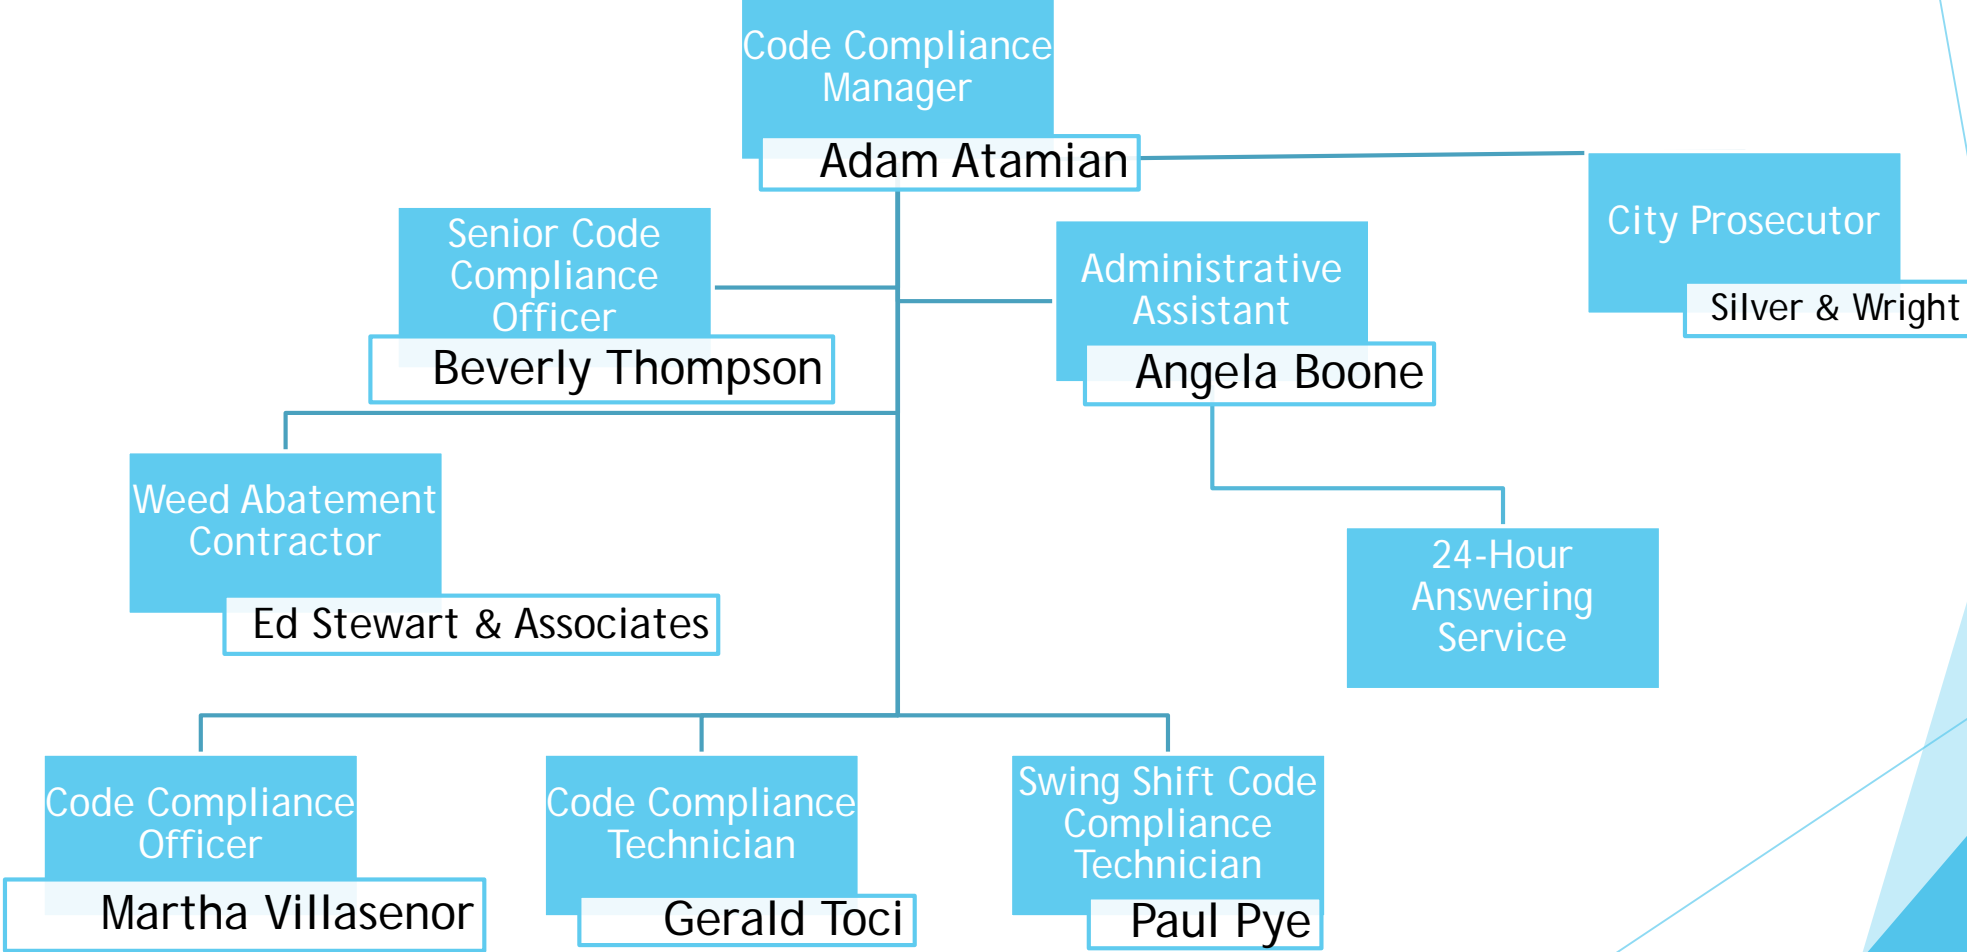 Code Compliance
Manager
Adam Atamian
City Prosecutor
Silver & Wright
Senior Code
Compliance
Officer
Beverly Thompson
Administrative
Assistant
Angela Boone
Weed Abatement
Contractor
Ed Stewart & Associates
24-Hour
Answering
Service
Code Compliance
Officer
Martha Villasenor
Code Compliance
Technician
Gerald Toci
Swing Shift Code
Compliance
Technician
Paul Pye